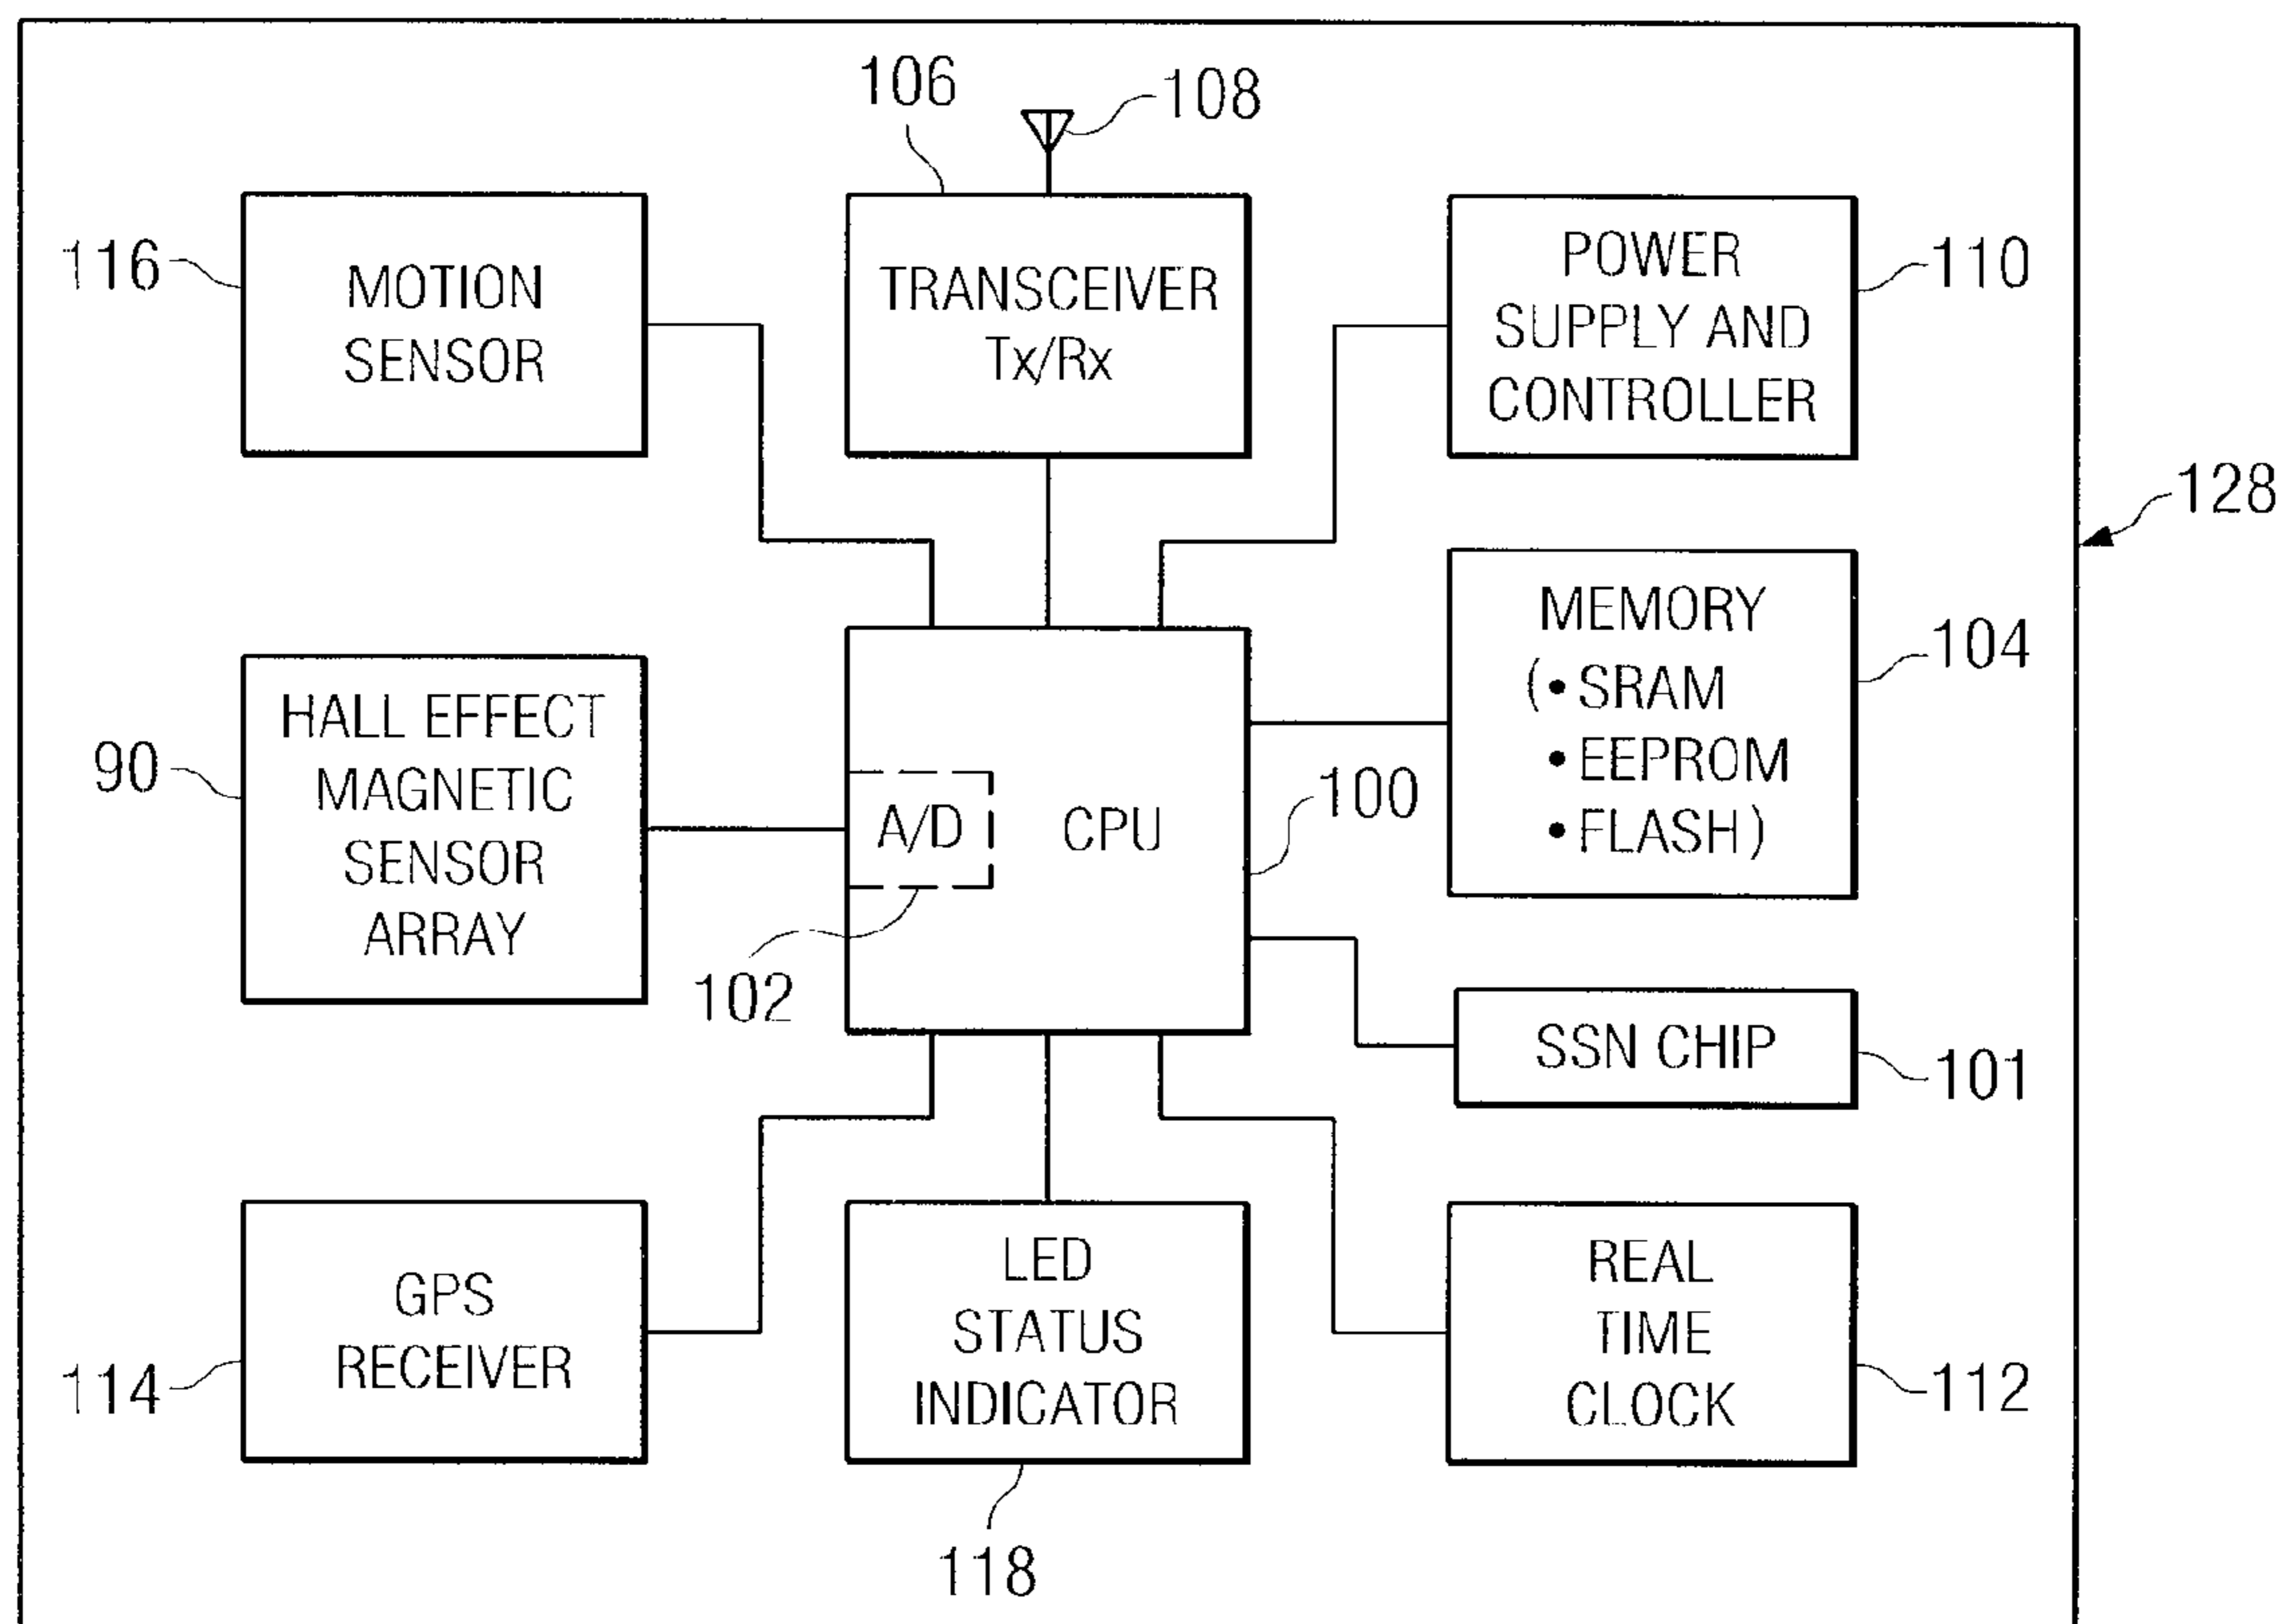 106
108
116
MOTION
SENSOR
TRANSCEIVER
Tx/Rx
POWER
SUPPLY AND
CONTROLLER
110
128
90
HALL EFFECT
MAGNETIC
SENSOR
ARRAY
A/D
CPU
102
100
MEMORY
(• SRAM
• EEPROM
• FLASH)
104
SSN CHIP
101
114
GPS
RECEIVER
LED
STATUS
INDICATOR
118
REAL
TIME
CLOCK
112